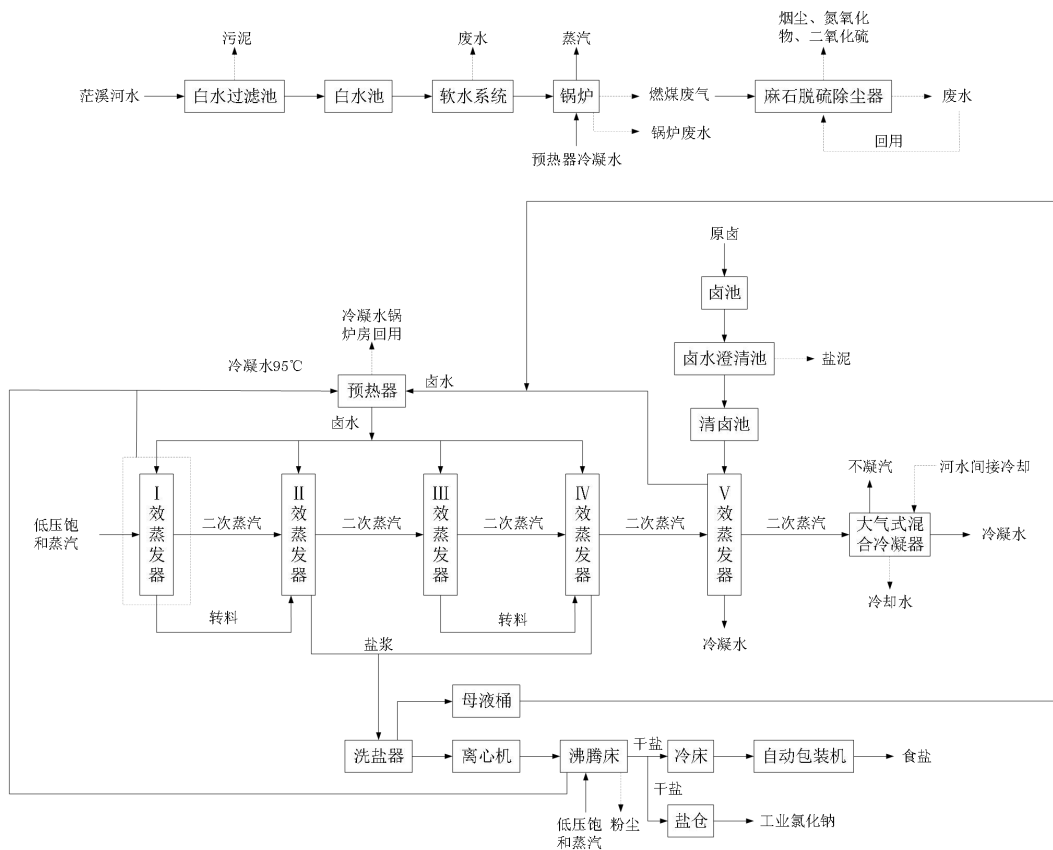 烟尘、氮氧化
物、二氧化硫
污泥
废水
蒸汽
茫溪河水
白水过滤池
白水池
软水系统
锅炉
燃煤废气
麻石脱硫除尘器
废水
锅炉废水
回用
预热器冷凝水
原卤
卤池
冷凝水锅
炉房回用
卤水澄清池
盐泥
冷凝水95℃
预热器
卤水
卤水
清卤池
不凝汽
河水间接冷却
低压饱
和蒸汽
Ⅰ效蒸发器
二次蒸汽
Ⅱ效蒸发器
二次蒸汽
Ⅲ效蒸发器
二次蒸汽
Ⅳ效蒸发器
二次蒸汽
Ⅴ效蒸发器
二次蒸汽
大气式混
合冷凝器
冷凝水
转料
转料
冷却水
盐浆
冷凝水
母液桶
洗盐器
离心机
沸腾床
干盐
冷床
自动包装机
食盐
干盐
低压饱
和蒸汽
粉尘
盐仓
工业氯化钠